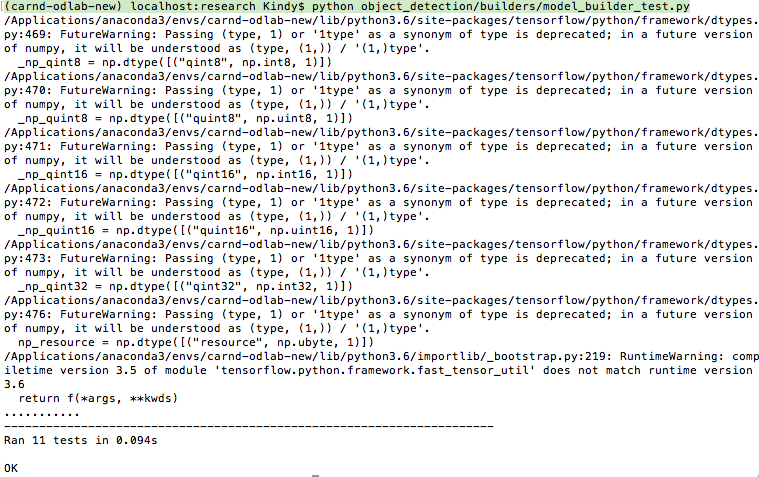 (carnd-odlab-new) localhost:research Kindy$ python object_detection/builders/model_builder_test.py
/Applications/anaconda3/envs/carnd-odlab-new/lib/python3.6/site-packages/tensorflow/python/framework/dtypes.
py:469: FutureWarning: Passing (type, 1) or '1type' as a synonym of type is deprecated; in a future version
of numpy, it will be understood as (type, (1,)) / '(1,)type'.
  _np_qint8 = np.dtype([("qint8", np.int8, 1)])
/Applications/anaconda3/envs/carnd-odlab-new/lib/python3.6/site-packages/tensorflow/python/framework/dtypes.
py:470: FutureWarning: Passing (type, 1) or '1type' as a synonym of type is deprecated; in a future version
of numpy, it will be understood as (type, (1,)) / '(1,)type'.
  _np_quint8 = np.dtype([("quint8", np.uint8, 1)])
/Applications/anaconda3/envs/carnd-odlab-new/lib/python3.6/site-packages/tensorflow/python/framework/dtypes.
py:471: FutureWarning: Passing (type, 1) or '1type' as a synonym of type is deprecated; in a future version
of numpy, it will be understood as (type, (1,)) / '(1,)type'.
  _np_qint16 = np.dtype([("qint16", np.int16, 1)])
/Applications/anaconda3/envs/carnd-odlab-new/lib/python3.6/site-packages/tensorflow/python/framework/dtypes.
py:472: FutureWarning: Passing (type, 1) or '1type' as a synonym of type is deprecated; in a future version
of numpy, it will be understood as (type, (1,)) / '(1,)type'.
  _np_quint16 = np.dtype([("quint16", np.uint16, 1)])
/Applications/anaconda3/envs/carnd-odlab-new/lib/python3.6/site-packages/tensorflow/python/framework/dtypes.
py:473: FutureWarning: Passing (type, 1) or '1type' as a synonym of type is deprecated; in a future version
of numpy, it will be understood as (type, (1,)) / '(1,)type'.
  _np_qint32 = np.dtype([("qint32", np.int32, 1)])
/Applications/anaconda3/envs/carnd-odlab-new/lib/python3.6/site-packages/tensorflow/python/framework/dtypes.
py:476: FutureWarning: Passing (type, 1) or '1type' as a synonym of type is deprecated; in a future version
of numpy, it will be understood as (type, (1,)) / '(1,)type'.
  np_resource = np.dtype([("resource", np.ubyte, 1)])
/Applications/anaconda3/envs/carnd-odlab-new/lib/python3.6/importlib/_bootstrap.py:219: RuntimeWarning: comp
iletime version 3.5 of module 'tensorflow.python.framework.fast_tensor_util' does not match runtime version
3.6
  return f(*args, **kwds)
...........
----------------------------------------------------------------------
Ran 11 tests in 0.094s

OK